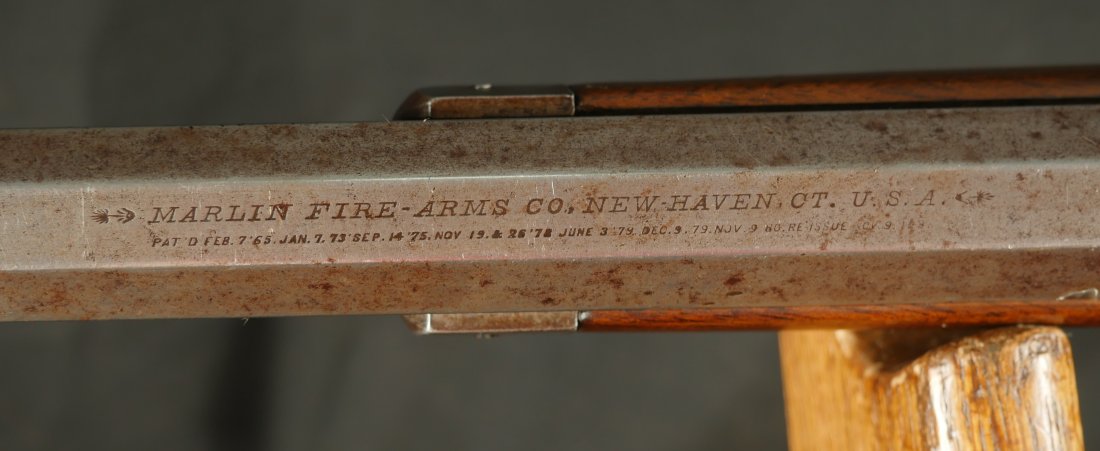 MARLIN FIRE-ARMS CO. NEW-HAVEN CT. U.S.A.
PAT'D FEB. 7 '65. JAN. 7. 73 'SEP. 14 '75. NOV 19. & 26 '78 JUNE 3 '79. DEC. 9. 79. NOV 9 80. RE-ISSUE 9